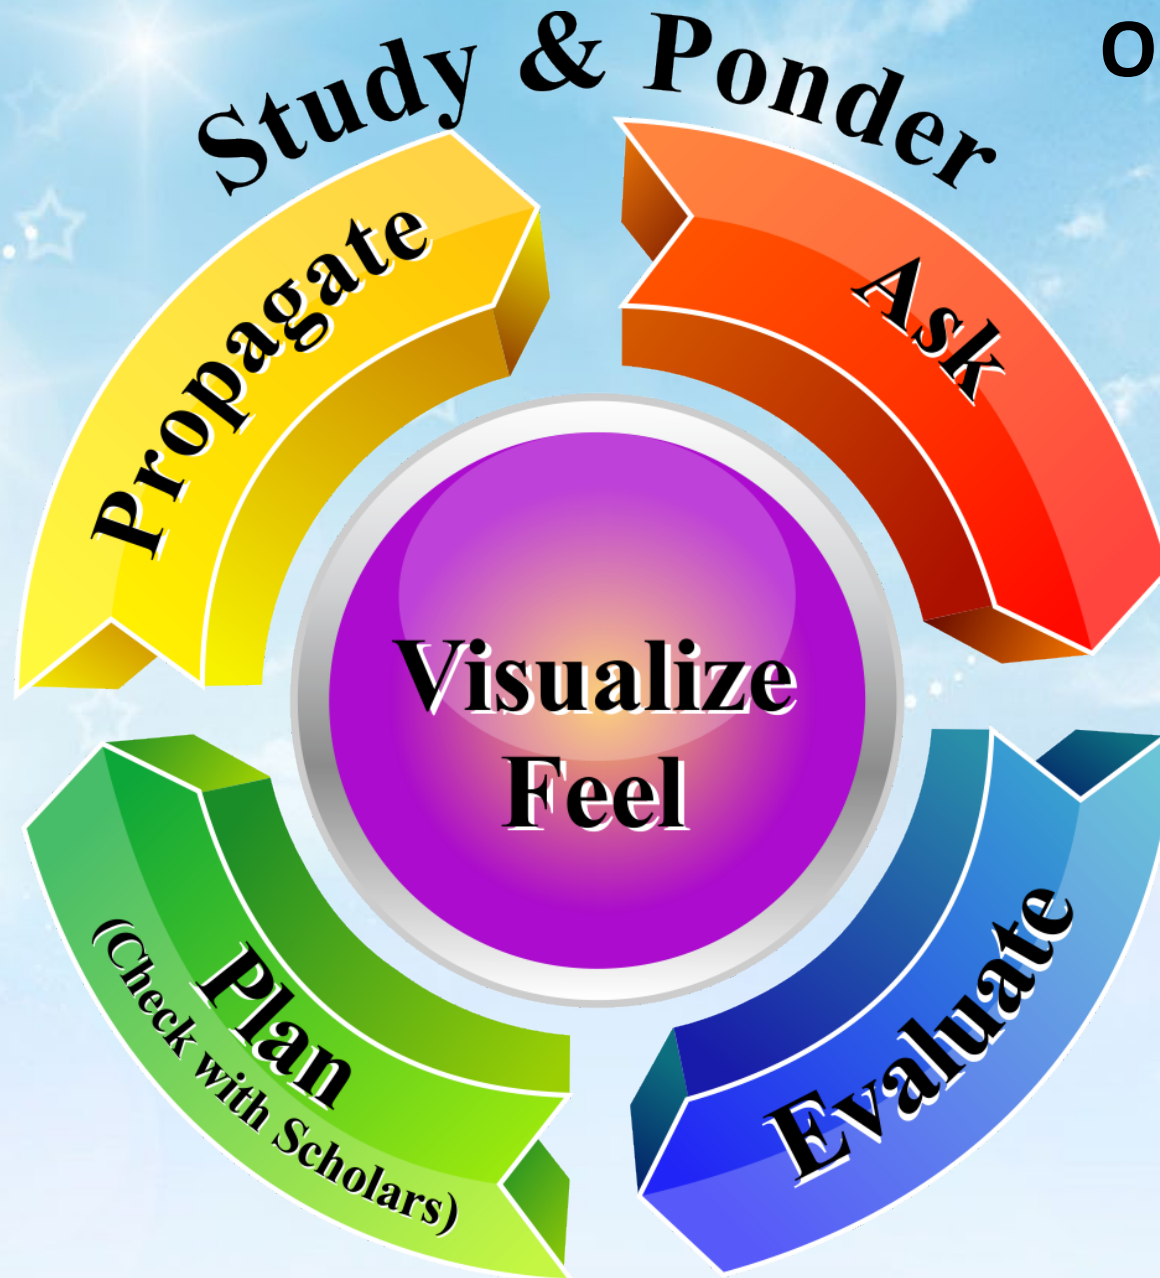 Study & Ponder
O
Propagate
Ask
Visualize
Feel
Plan
(Check with Scholars)
Evaluate